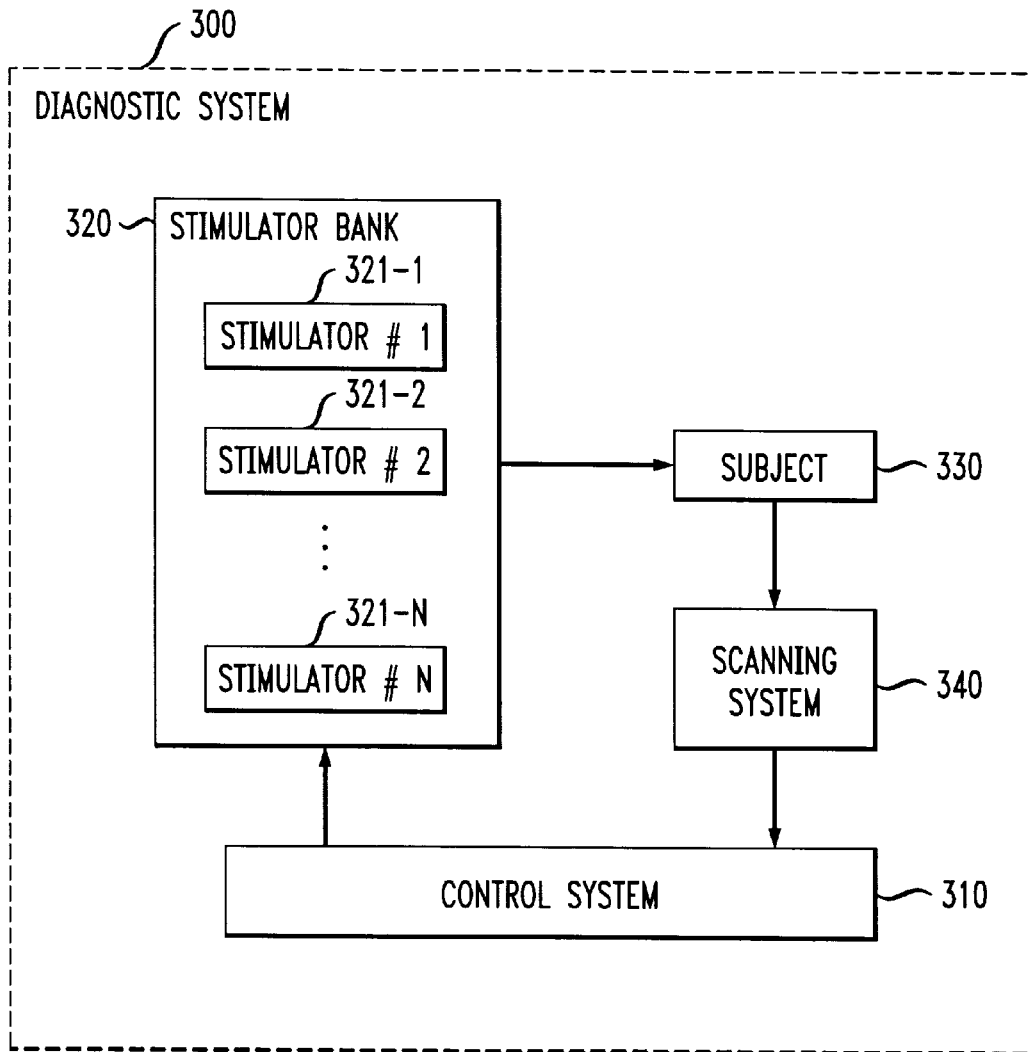 300
DIAGNOSTIC SYSTEM
320
STIMULATOR BANK
321-1
STIMULATOR # 1
321-2
STIMULATOR # 2
321-N
STIMULATOR # N
SUBJECT
330
SCANNING
SYSTEM
340
CONTROL SYSTEM
310